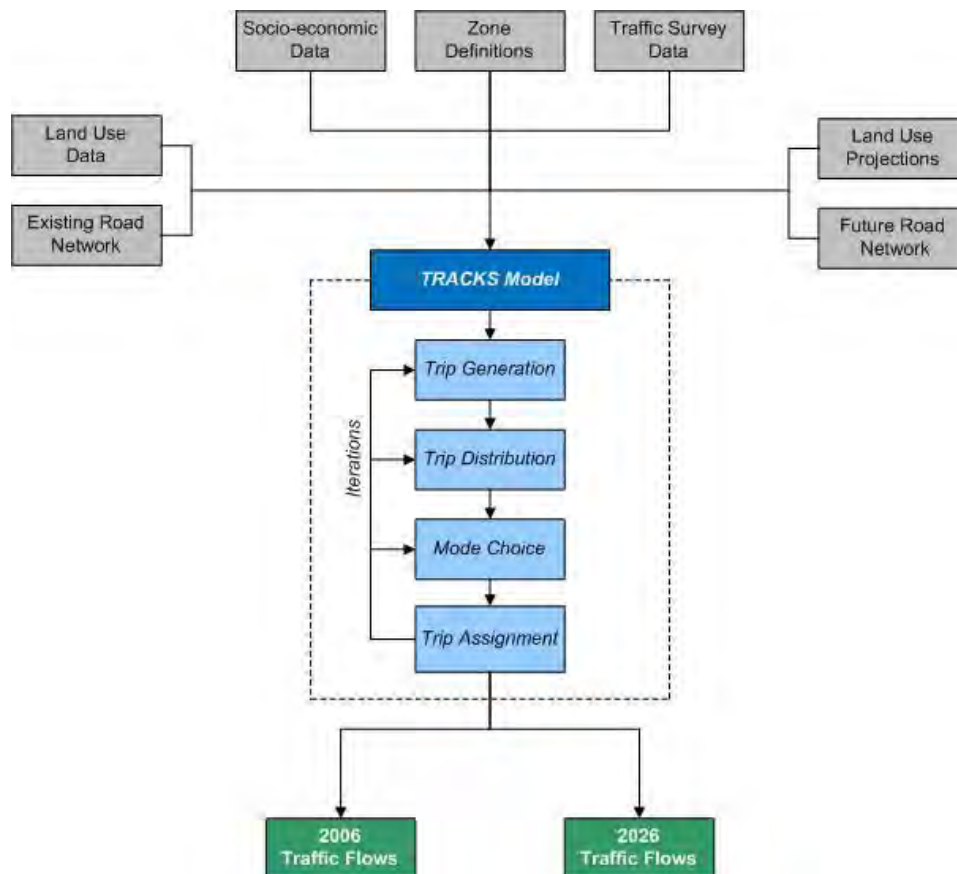 Socio-economic
Data
Zone
Definitions
Traffic Survey
Data
Land Use
Data
Land Use
Projections
Existing Road
Network
Future Road
Network
TRACKS Model
Trip Generation
Iterations
Trip Distribution
Mode Choice
Trip Assignment
2006
Traffic Flows
2026
Traffic Flows